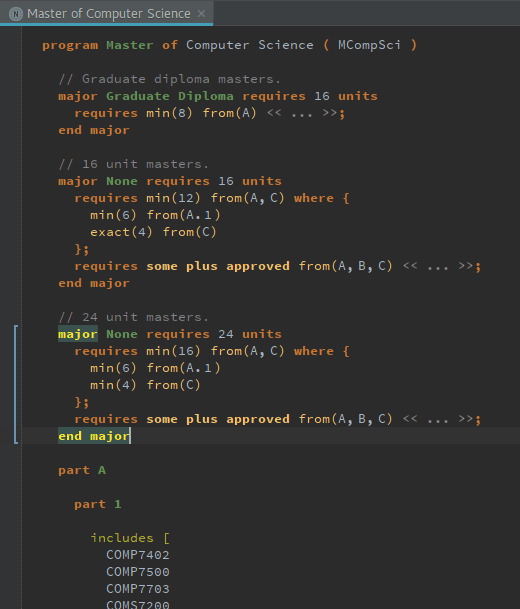 N Master of Computer Science ×
program Master of Computer Science ( MCompSci )
// Graduate diploma masters.
major Graduate Diploma requires 16 units
requires min(8) from(A) << ... >>;
end major
// 16 unit masters.
major None requires 16 units
requires min(12) from(A, C) where {
min(6) from(A.1)
exact(4) from(C)
};
requires some plus approved from(A, B, C) << ... >>;
end major
// 24 unit masters.
major None requires 24 units
requires min(16) from(A, C) where {
min(6) from(A.1)
min(4) from(C)
};
requires some plus approved from(A, B, C) << ... >>;
end major
part A
part 1
includes [
COMP7402
COMP7500
COMP7703
COMS7200